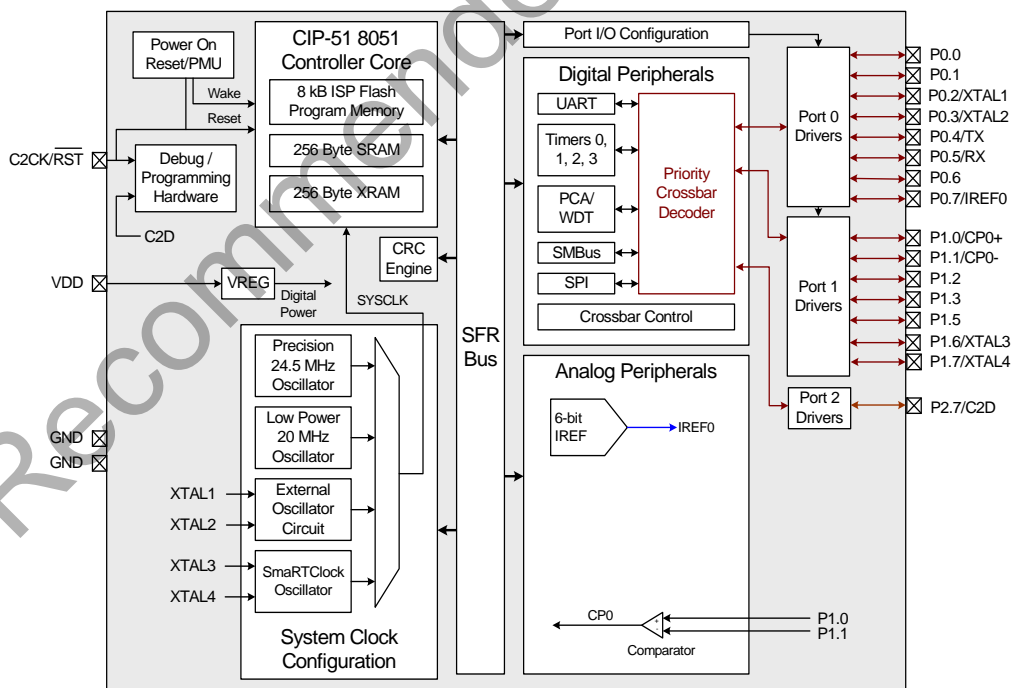 Recommended
Power On
Reset/PMU
Wake
Reset
C2CK/RST
Debug /
Programming
Hardware
C2D
VDD
VREG
Digital
Power
GND
GND
CIP-51 8051
Controller Core
8 kB ISP Flash
Program Memory
256 Byte SRAM
256 Byte XRAM
CRC
Engine
SYSCLK
Precision
24.5 MHz
Oscillator
Low Power
20 MHz
Oscillator
XTAL1
XTAL2
External
Oscillator
Circuit
XTAL3
XTAL4
SmaRTClock
Oscillator
System Clock
Configuration
SFR
Bus
Port I/O Configuration
Digital Peripherals
UART
Timers 0,
1, 2, 3
PCA/
WDT
SMBus
SPI
Priority
Crossbar
Decoder
Crossbar Control
Analog Peripherals
6-bit
IREF
IREF0
CP0
+
-
Comparator
P1.0
P1.1
Port 0
Drivers
Port 1
Drivers
Port 2
Drivers
P0.0
P0.1
P0.2/XTAL1
P0.3/XTAL2
P0.4/TX
P0.5/RX
P0.6
P0.7/IREF0
P1.0/CP0+
P1.1/CP0-
P1.2
P1.3
P1.5
P1.6/XTAL3
P1.7/XTAL4
P2.7/C2D